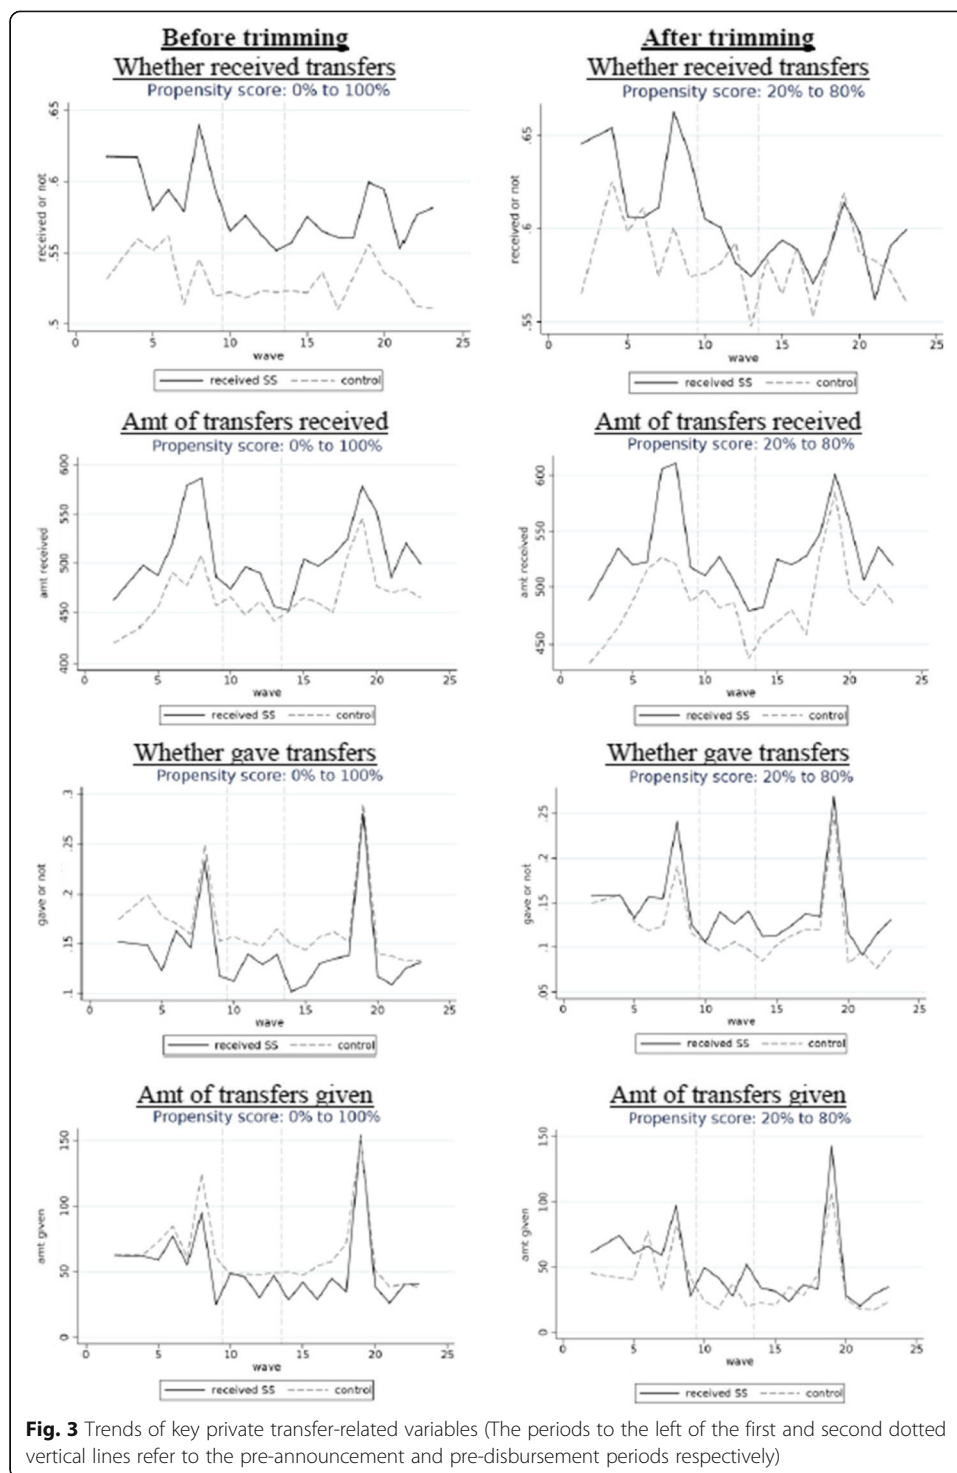 Before trimming
Whether received transfers
Propensity score: 0% to 100%
.65
.6
.55
.5
received or not
0 5 10 15 20 25
wave
received SS control
After trimming
Whether received transfers
Propensity score: 20% to 80%
.65
.6
.55
received or not
0 5 10 15 20 25
wave
received SS control
Amt of transfers received
Propensity score: 0% to 100%
600
550
500
450
400
amt received
0 5 10 15 20 25
wave
received SS control
Amt of transfers received
Propensity score: 20% to 80%
600
550
500
450
amt received
0 5 10 15 20 25
wave
received SS control
Whether gave transfers
Propensity score: 0% to 100%
.3
.25
.2
.15
.1
gave or not
0 5 10 15 20 25
wave
received SS control
Whether gave transfers
Propensity score: 20% to 80%
.25
.2
.15
.1
.05
gave or not
0 5 10 15 20 25
wave
received SS control
Amt of transfers given
Propensity score: 0% to 100%
150
100
50
0
amt given
0 5 10 15 20 25
wave
received SS control
Amt of transfers given
Propensity score: 20% to 80%
150
100
50
0
amt given
0 5 10 15 20 25
wave
received SS control
Fig. 3 Trends of key private transfer-related variables (The periods to the left of the first and second dotted
vertical lines refer to the pre-announcement and pre-disbursement periods respectively)